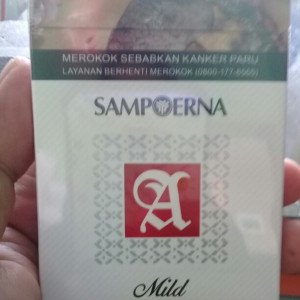 MEROKOK SEBABKAN KANKER PARU
LAYANAN BERHENTI MEROKOK (0800-177-6565)
SAMPOERNA
A
Mild